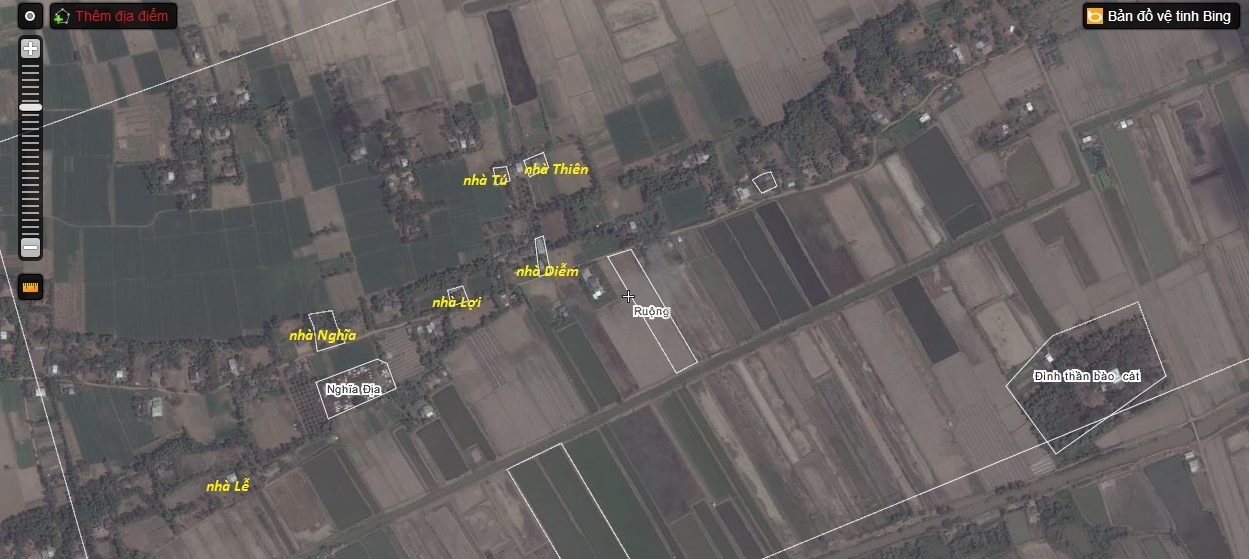 Thêm địa điểm
Bản đồ vệ tinh Bing
nhà Tú
nhà Thiên
nhà Diễm
nhà Lợi
Ruộng
nhà Nghĩa
Nghĩa Địa
Đình thần bào cát
nhà Lễ